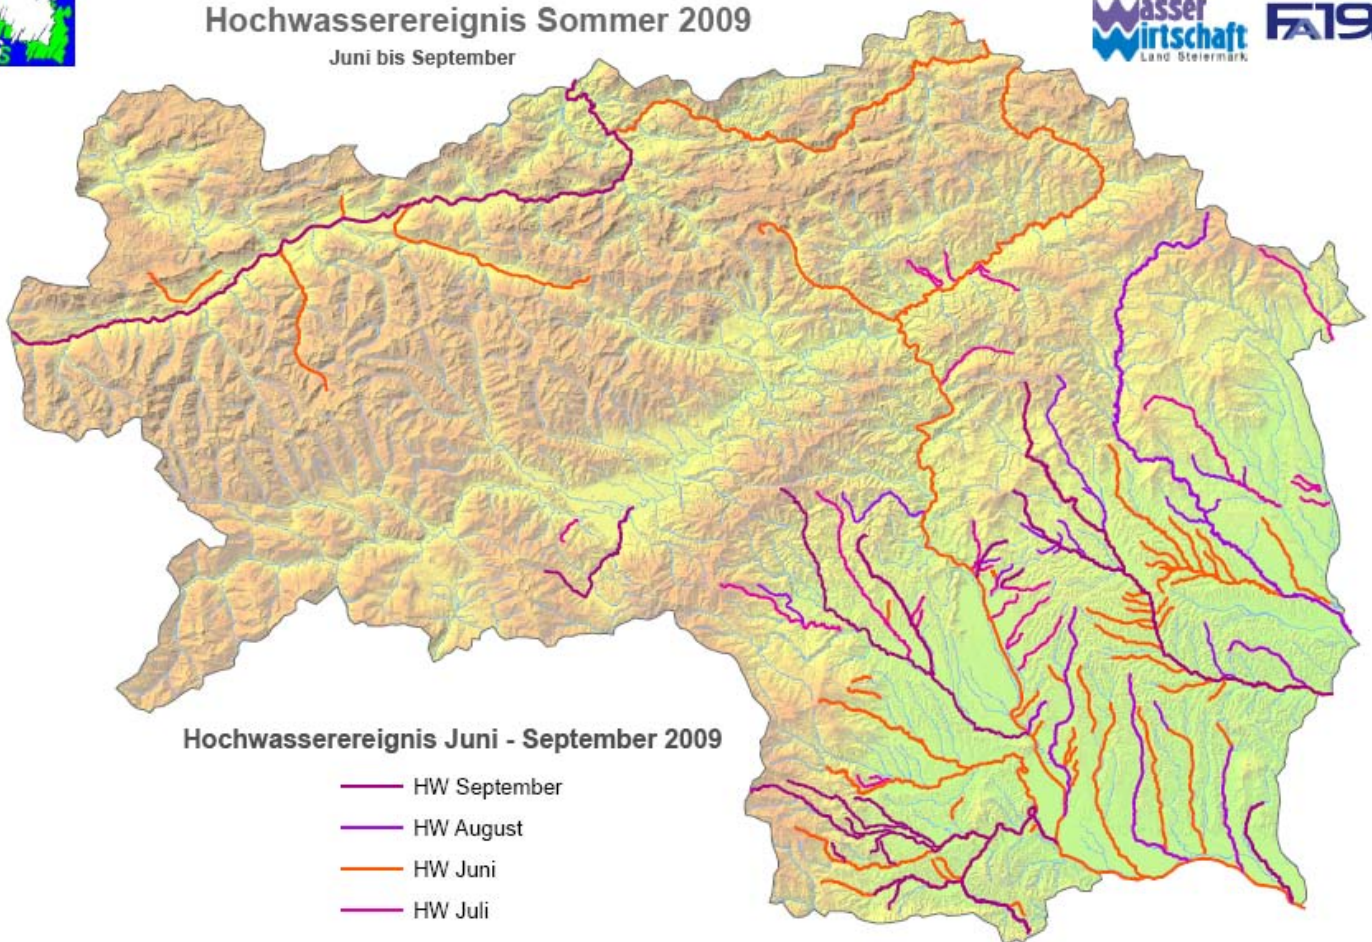 Hochwasserereignis Sommer 2009
Juni bis September
Wasser
Wirtschaft
Land Steiermark
FA19
Hochwasserereignis Juni - September 2009
HW September
HW August
HW Juni
HW Juli